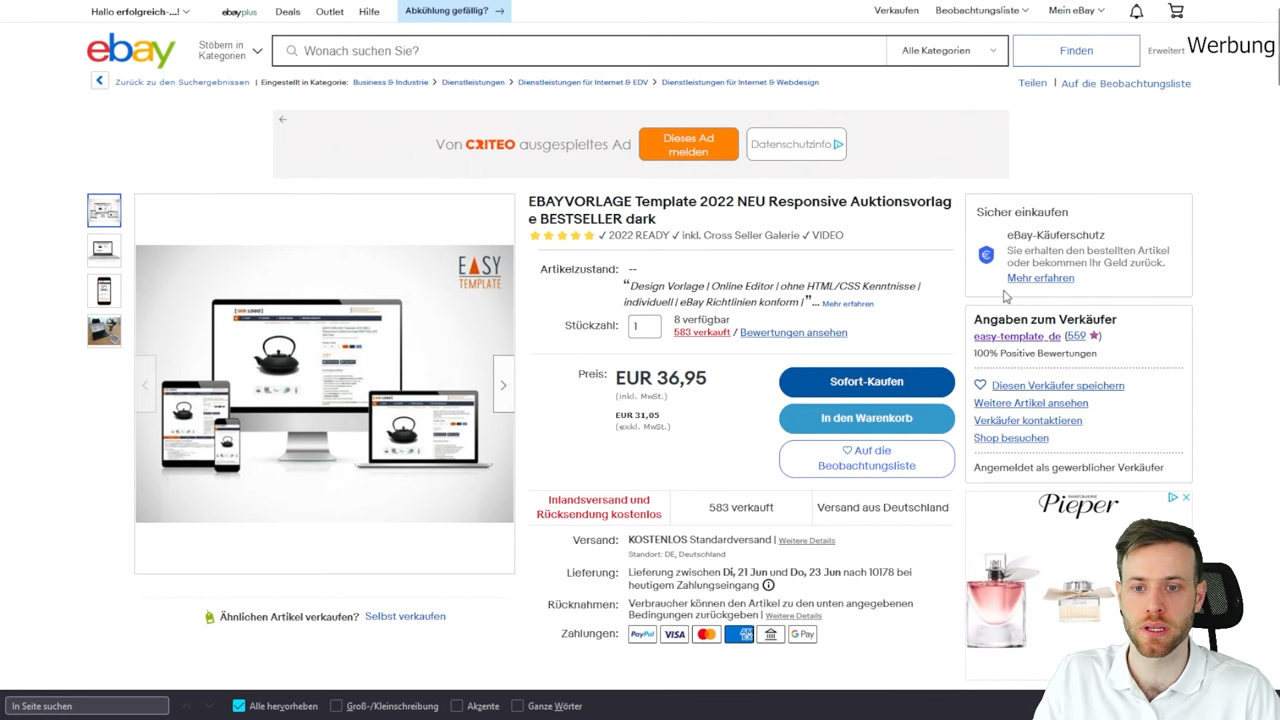 Hallo erfolgreich-...!
ebayplus
Deals
Outlet
Hilfe
Abkühlung gefällig? →
Verkaufen
Beobachtungsliste
Mein eBay
ebay
Stöbern in
Kategorien
Wonach suchen Sie?
Alle Kategorien
Finden
Erweitert
Werbung
Zurück zu den Suchergebnissen | Eingestellt in Kategorie: Business & Industrie > Dienstleistungen > Dienstleistungen für Internet & EDV > Dienstleistungen für Internet & Webdesign
Teilen | Auf die Beobachtungsliste
Von CRITEO ausgespieltes Ad
Dieses Ad
melden
Datenschutzinfo
EASY
TEMPLATE
EBAYVORLAGE Template 2022 NEU Responsive Auktionsvorlag
e BESTSELLER dark
✓ 2022 READY ✓ inkl. Cross Seller Galerie ✓ VIDEO
Artikelzustand: --
“Design Vorlage | Online Editor | ohne HTML/CSS Kenntnisse |
individuell | eBay Richtlinien konform |”... Mehr erfahren
Stückzahl: 1
8 verfügbar
583 verkauft / Bewertungen ansehen
Preis: EUR 36,95
(inkl. MwSt.)
EUR 31,05
(exkl. MwSt.)
Sofort-Kaufen
In den Warenkorb
Auf die
Beobachtungsliste
Inlandsversand und
Rücksendung kostenlos
583 verkauft
Versand aus Deutschland
Versand: KOSTENLOS Standardversand | Weitere Details
Standort: DE, Deutschland
Lieferung: Lieferung zwischen Di, 21 Jun und Do, 23 Jun nach 10178 bei
heutigem Zahlungseingang
Rücknahmen: Verbraucher können den Artikel zu den unten angegebenen
Bedingungen zurückgeben | Weitere Details
Zahlungen: PayPal VISA G Pay
Sicher einkaufen
eBay-Käuferschutz
Sie erhalten den bestellten Artikel
oder bekommen Ihr Geld zurück.
Mehr erfahren
Angaben zum Verkäufer
easy-template_de (559 ★)
100% Positive Bewertungen
Diesen Verkäufer speichern
Weitere Artikel ansehen
Verkäufer kontaktieren
Shop besuchen
Angemeldet als gewerblicher Verkäufer
Pieper
Ähnlichen Artikel verkaufen? Selbst verkaufen
In Seite suchen
Alle hervorheben
Groß-/Kleinschreibung
Akzente
Ganze Wörter